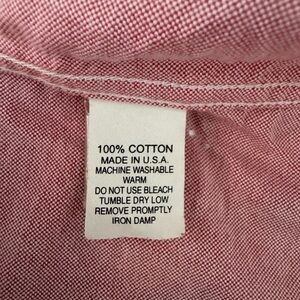 100% COTTON
MADE IN U.S.A.
MACHINE WASHABLE
WARM
DO NOT USE BLEACH
TUMBLE DRY LOW
REMOVE PROMPTLY
IRON DAMP